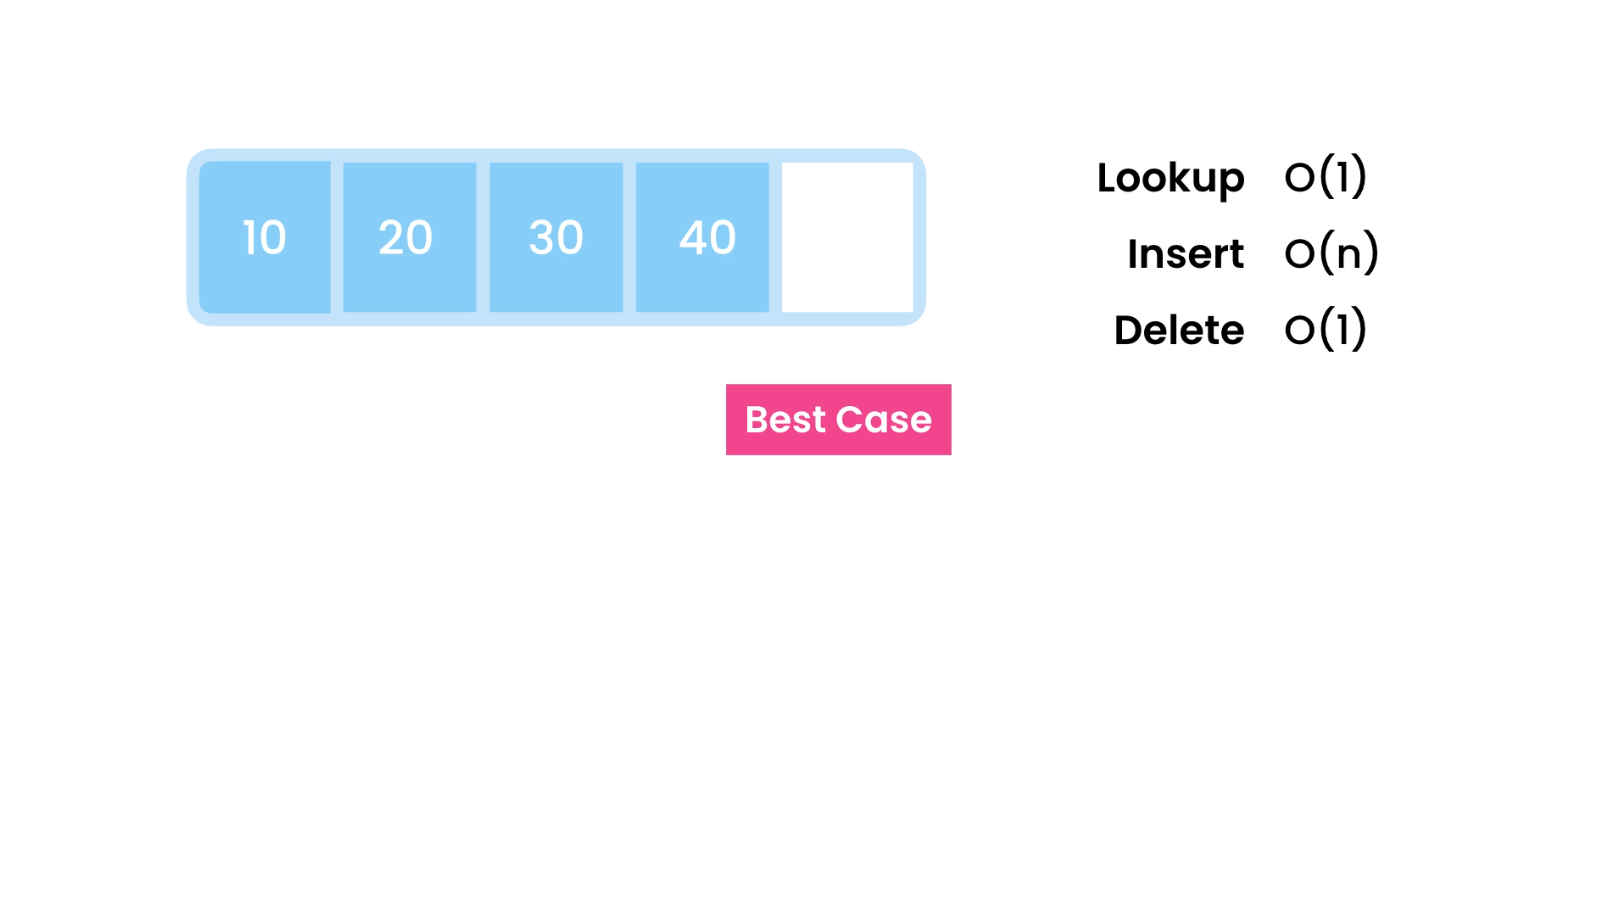 10 20 30 40
Lookup O(1)
Insert O(n)
Delete O(1)
Best Case